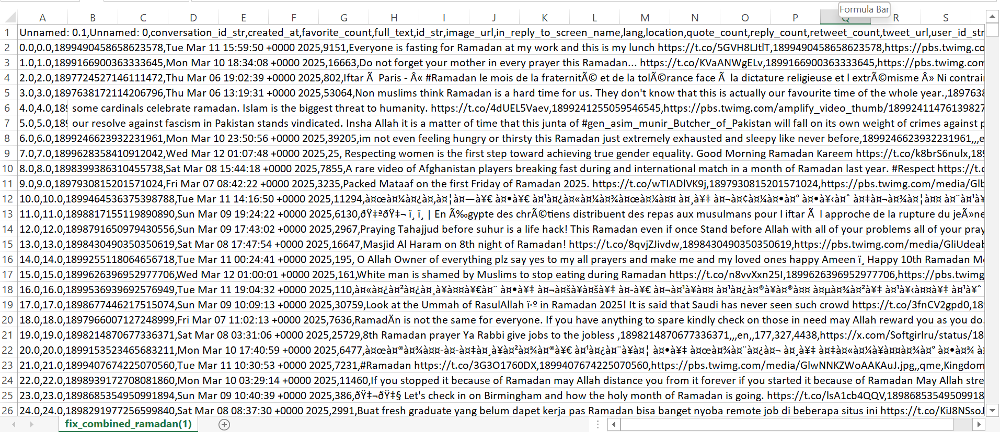 Formula Bar
A B C D E F G H I J K L M N O P Q R S
1 Unnamed: 0.1,Unnamed: 0,conversation_id_str,created_at,favorite_count,full_text,id_str,image_url,in_reply_to_screen_name,lang,location,quote_count,reply_count,retweet_count,tweet_url,user_id_str
2 0.0,0.0,1899490458658623578,Tue Mar 11 15:59:50 +0000 2025,9151,Everyone is fasting for Ramadan at my work and this is my lunch https://t.co/5GVH8LJtlT,1899490458658623578,https://pbs.twimg.co
3 1.0,1.0,1899166900363333645,Mon Mar 10 18:34:08 +0000 2025,16663,Do not forget your mother in every prayer this Ramadan... https://t.co/KVaANWgELv,1899166900363333645,https://pbs.twimg.com
4 2.0,2.0,1897724527146111472,Thu Mar 06 19:02:39 +0000 2025,802,Iftar Ã Paris - Â« #Ramadan le mois de la fraternitÃ© et de la tolÃ©rance face Ã la dictature religieuse et l extrÃ©misme Â» Ni contrair
5 3.0,3.0,1897638172114206796,Thu Mar 06 13:19:31 +0000 2025,53064,Non muslims think Ramadan is a hard time for us. They don't know that this is actually our favourite time of the whole year.,1897638
6 4.0,4.0,189 some cardinals celebrate ramadan. Islam is the biggest threat to humanity. https://t.co/4dUEL5Vaev,1899241255059546545,https://pbs.twimg.com/amplify_video_thumb/18992411476139827
7 5.0,5.0,189 our resolve against fascism in Pakistan stands vindicated. Insha Allah it is a matter of time that this junta of #gen_asim_munir_Butcher_of_Pakistan will fall on its own weight of crimes against p
8 6.0,6.0,1899246623932231961,Mon Mar 10 23:50:56 +0000 2025,39205,im not even feeling hungry or thirsty this Ramadan just extremely exhausted and sleepy like never before,1899246623932231961,,,e
9 7.0,7.0,1899628358410912042,Wed Mar 12 01:07:48 +0000 2025,25, Respecting women is the first step toward achieving true gender equality. Good Morning Ramadan Kareem https://t.co/k8brS6nulx,189
10 8.0,8.0,1898399386310455738,Sat Mar 08 15:44:18 +0000 2025,7855,A rare video of Afghanistan players breaking fast during and international match in a month of Ramadan last year. #Respect https://t.c
11 9.0,9.0,1897930815201571024,Fri Mar 07 08:42:22 +0000 2025,3235,Packed Mataaf on the first Friday of Ramadan 2025. https://t.co/wTIADlVK9j,1897930815201571024,https://pbs.twimg.com/media/Glb
12 10.0,10.0,1899464536375398788,Tue Mar 11 14:16:50 +0000 2025,11294,
13 11.0,11.0,1898817155119890890,Sun Mar 09 19:24:22 +0000 2025,6130,ðŸ‡ªðŸ‡¬ ï¸ ï¸ | En Ã‰gypte des chrÃ©tiens distribuent des repas aux musulmans pour l iftar Ã l approche de la rupture du jeÃ»ne
14 12.0,12.0,1898791650979430556,Sun Mar 09 17:43:02 +0000 2025,2967,Praying Tahajjud before suhur is a life hack! This Ramadan even if once Stand before Allah with all of your problems all of your pray
15 13.0,13.0,1898430490350350619,Sat Mar 08 17:47:54 +0000 2025,16647,Masjid Al Haram on 8th night of Ramadan! https://t.co/8qvjZJivdw,1898430490350350619,https://pbs.twimg.com/media/GliUdeab
16 14.0,14.0,1899255118064656718,Tue Mar 11 00:24:41 +0000 2025,195, O Allah Owner of everything plz say yes to my all prayers and make me and my loved ones happy Ameen ï¸ Happy 10th Ramadan Mo
17 15.0,15.0,1899626396952977706,Wed Mar 12 01:00:01 +0000 2025,161,White man is shamed by Muslims to stop eating during Ramadan https://t.co/n8vvXxn25I,1899626396952977706,https://pbs.twimg
18 16.0,16.0,1899536939692576949,Tue Mar 11 19:04:32 +0000 2025,110,
19 17.0,17.0,1898677446217515074,Sun Mar 09 10:09:13 +0000 2025,30759,Look at the Ummah of RasulAllah ï·º in Ramadan 2025! It is said that Saudi has never seen such crowd https://t.co/3fnCV2gpd0,189
20 18.0,18.0,1897966007127248999,Fri Mar 07 11:02:13 +0000 2025,7636,RamadÄn is not the same for everyone. If you have anything to spare kindly check on those in need may Allah reward you as you do.
21 19.0,19.0,1898214870677336371,Sat Mar 08 03:31:06 +0000 2025,25729,8th Ramadan prayer Ya Rabbi give jobs to the jobless ,1898214870677336371,,,en,,177,327,4438,https://x.com/Softgirlru/status/18
22 20.0,20.0,1899153523465683211,Mon Mar 10 17:40:59 +0000 2025,6477,
23 21.0,21.0,1899407674225070560,Tue Mar 11 10:30:53 +0000 2025,7231,#Ramadan https://t.co/3G3O1760DX,1899407674225070560,https://pbs.twimg.com/media/GlwNNKZWoAAKAuJ.jpg,,qme,Kingdom
24 22.0,22.0,1898939172708081860,Mon Mar 10 03:29:14 +0000 2025,11460,If you stopped it because of Ramadan may Allah distance you from it forever if you started it because of Ramadan May Allah stre
25 23.0,23.0,1898685354950991894,Sun Mar 09 10:40:39 +0000 2025,386,ðŸ‡¬ðŸ‡§ Let's check in on Birmingham and how the holy month of Ramadan is going. https://t.co/lsA1cb4QQV,18986853549509918
26 24.0,24.0,1898291977256599840,Sat Mar 08 08:37:30 +0000 2025,2991,Buat fresh graduate yang belum dapet kerja pas Ramadan bisa banget nyoba remote job di beberapa situs ini https://t.co/KiJ8NSsoJ
fix_combined_ramadan(1)